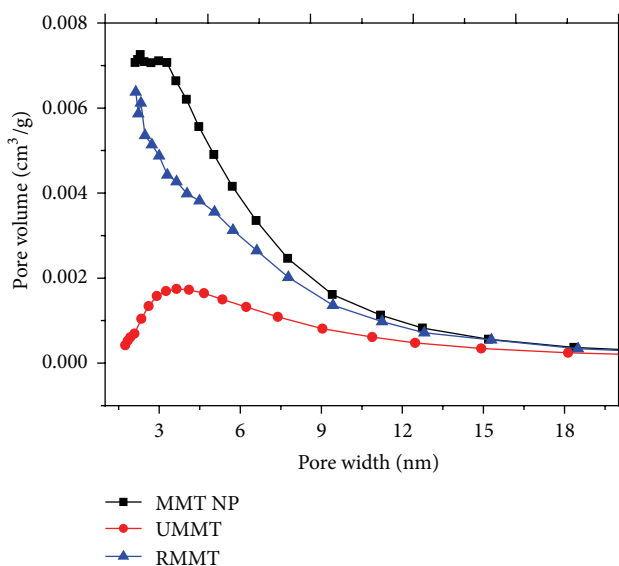 Pore volume (cm³/g)
0.008
0.006
0.004
0.002
0.000
3 6 9 12 15 18
Pore width (nm)
MMT NP
UMMT
RMMT